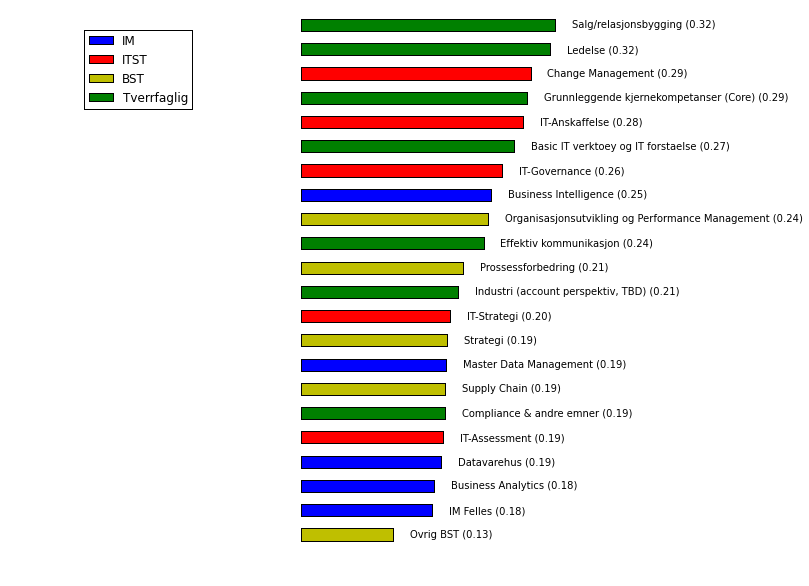 IM
ITST
BST
Tverrfaglig
Salg/relasjonsbygging (0.32)
Ledelse (0.32)
Change Management (0.29)
Grunnleggende kjernekompetanser (Core) (0.29)
IT-Anskaffelse (0.28)
Basic IT verktoey og IT forstaelse (0.27)
IT-Governance (0.26)
Business Intelligence (0.25)
Organisasjonsutvikling og Performance Management (0.24)
Effektiv kommunikasjon (0.24)
Prossessforbedring (0.21)
Industri (account perspektiv, TBD) (0.21)
IT-Strategi (0.20)
Strategi (0.19)
Master Data Management (0.19)
Supply Chain (0.19)
Compliance & andre emner (0.19)
IT-Assessment (0.19)
Datavarehus (0.19)
Business Analytics (0.18)
IM Felles (0.18)
Ovrig BST (0.13)